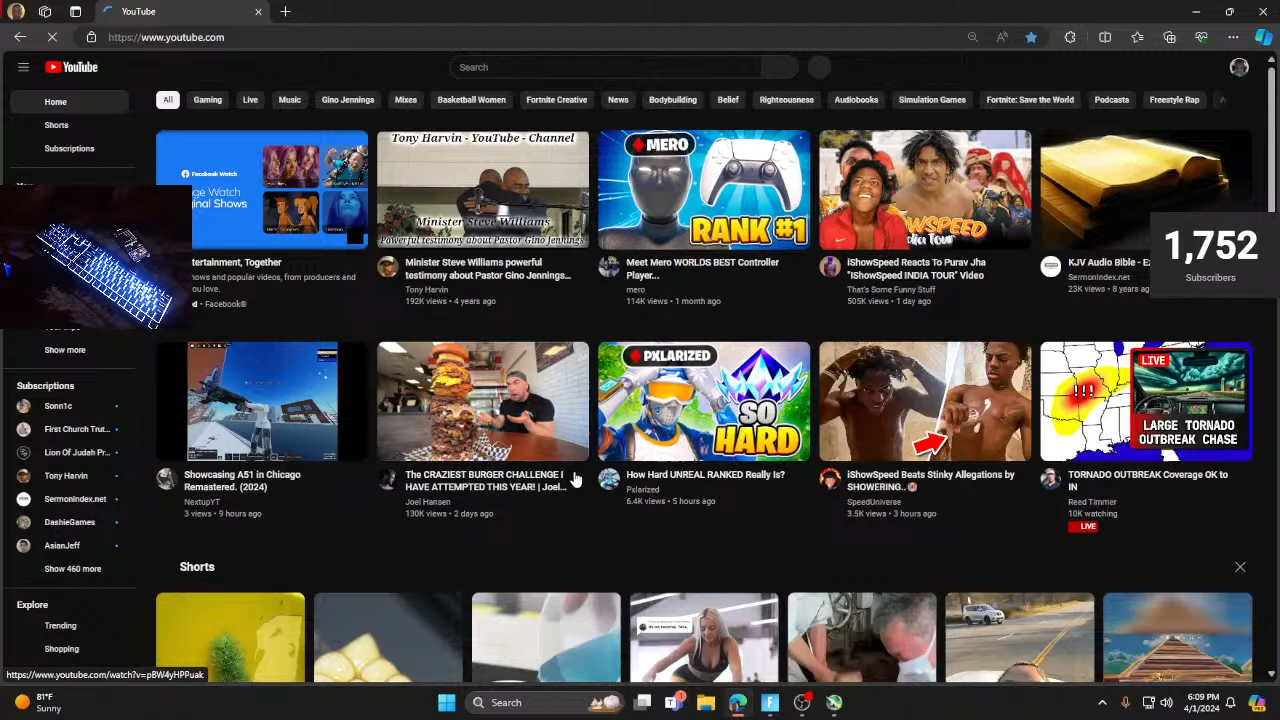 YouTube
https://www.youtube.com
YouTube
Search
All
Gaming
Live
Music
Gino Jennings
Mixes
Basketball Women
Fortnite Creative
News
Bodybuilding
Belief
Righteousness
Audiobooks
Simulation Games
Fortnite: Save the World
Podcasts
Freestyle Rap
Home
Shorts
Subscriptions
Show more
Subscriptions
Sonn1c
First Church Trut...
Lion Of Judah Pr...
Tony Harvin
SermonIndex.net
DashieGames
AsianJeff
Show 460 more
Explore
Trending
Shopping
Facebook Watch
nge Watch
ginal Shows
tertainment, Together
hows and popular videos, from producers and
ou love.
Facebook®
Tony Harvin - YouTube - Channel
Minister Steve Williams
Powerful testimony about Pastor Gino Jennings
Minister Steve Williams powerful
testimony about Pastor Gino Jennings...
Tony Harvin
192K views • 4 years ago
MERO
RANK #1
Meet Mero WORLDS BEST Controller
Player...
mero
114K views • 1 month ago
iShowSpeed Reacts To Purav Jha
"IShowSpeed INDIA TOUR" Video
That's Some Funny Stuff
505K views • 1 day ago
KJV Audio Bible - E
SermonIndex.net
23K views • 8 years ag
1,752
Subscribers
Showcasing A51 in Chicago
Remastered. (2024)
NextupYT
3 views • 9 hours ago
The CRAZIEST BURGER CHALLENGE I
HAVE ATTEMPTED THIS YEAR! | Joel...
Joel Hansen
130K views • 2 days ago
PXLARIZED
SO
HARD
How Hard UNREAL RANKED Really Is?
Pxlarized
6.4K views • 5 hours ago
iShowSpeed Beats Stinky Allegations by
SHOWERING..
SpeedUniverse
3.5K views • 3 hours ago
!!!
LIVE
LARGE TORNADO
OUTBREAK CHASE
TORNADO OUTBREAK Coverage OK to
IN
Reed Timmer
10K watching
LIVE
Shorts
https://www.youtube.com/watch?v=pBW4yHPPuak
81°F
Sunny
Search
6:09 PM
4/1/2024